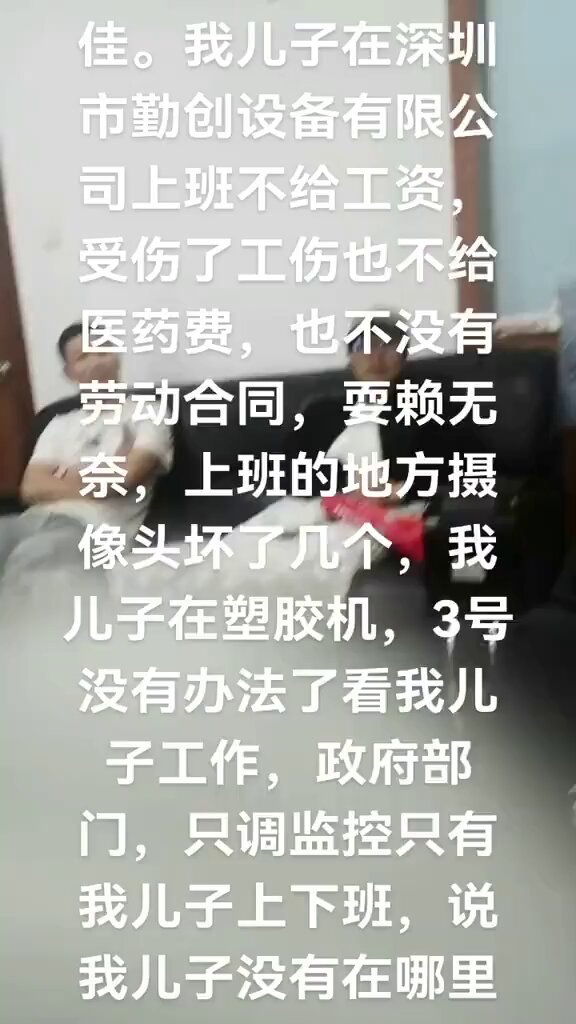 佳。我儿子在深圳
市勤创设备有限公
司上班不给工资，
受伤了工伤也不给
医药费，也不没有
劳动合同，耍赖无
奈，上班的地方摄
像头坏了几个，我
儿子在塑胶机，3号
没有办法了看我儿
子工作，政府部
门，只调监控只有
我儿子上下班，说
我儿子没有在哪里